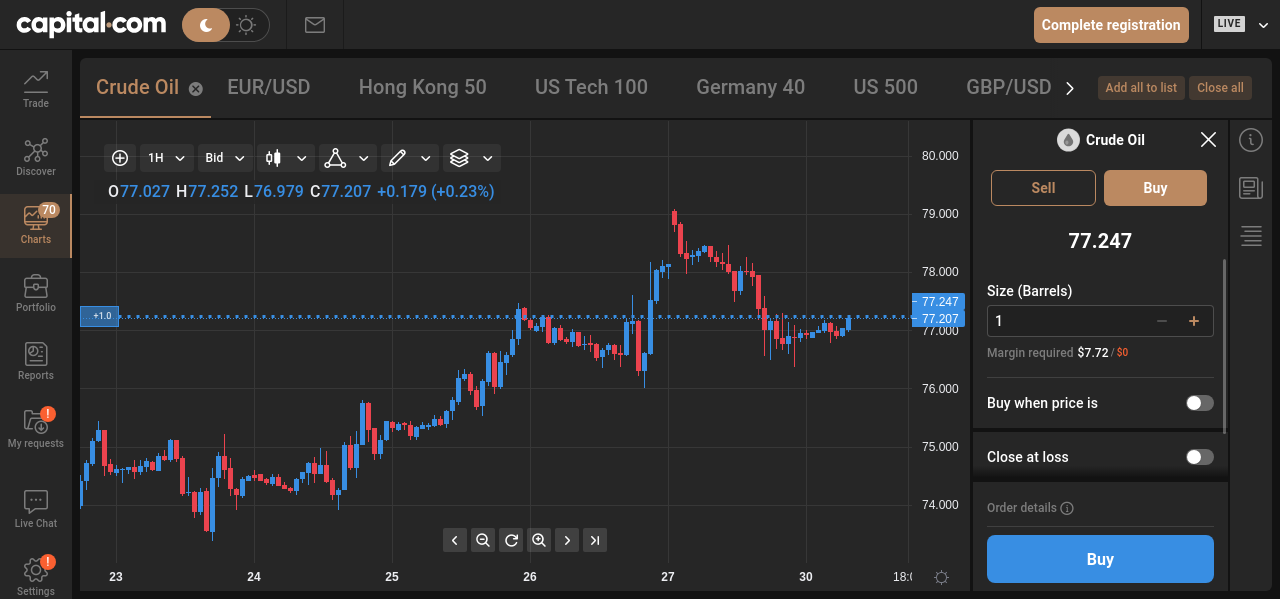 capital.com
Complete registration
LIVE
Trade
Discover
70
Charts
Portfolio
Reports
!
My requests
Live Chat
!
Settings
Crude Oil EUR/USD Hong Kong 50 US Tech 100 Germany 40 US 500 GBP/USD
Add all to list Close all
1H Bid
O77.027 H77.252 L76.979 C77.207 +0.179 (+0.23%)
+1.0
80.000
79.000
78.000
77.247
77.207
77.000
76.000
75.000
74.000
23 24 25 26 27 30 18:0
Crude Oil
Sell Buy
77.247
Size (Barrels)
1
Margin required $7.72 / $0
Buy when price is
Close at loss
Order details
Buy